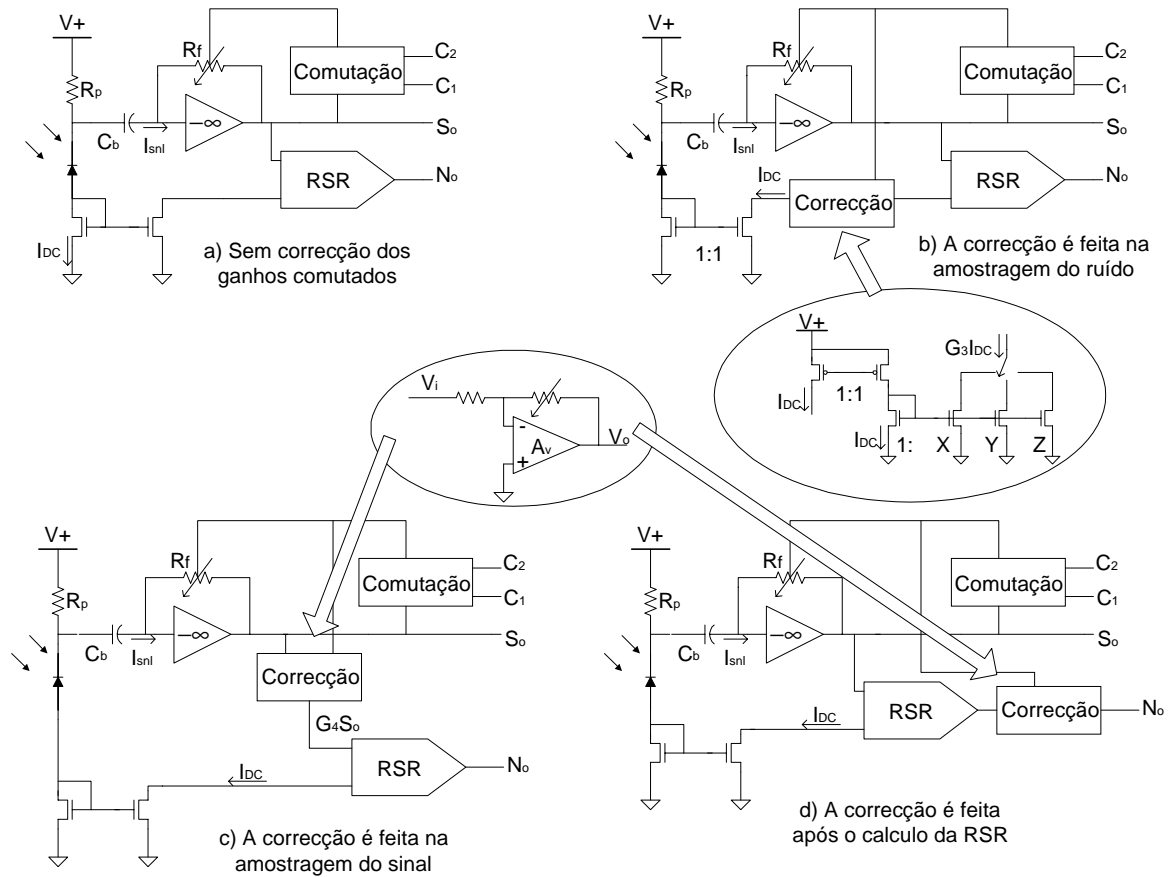 V+
Rf
Rp
Comutação
C2
C1
−∞
Cb
Isnl
So
RSR
No
IDC
a) Sem correcção dos
ganhos comutados
V+
Rf
Rp
Comutação
C2
C1
−∞
Cb
Isnl
So
IDC
Correcção
RSR
No
1:1
b) A correcção é feita na
amostragem do ruído
V+
G3IDC
1:1
IDC
IDC
1:
X
Y
Z
Vi
-
+
Av
Vo
V+
Rf
Rp
Comutação
C2
C1
−∞
Cb
Isnl
So
Correcção
G4So
RSR
No
IDC
c) A correcção é feita na
amostragem do sinal
V+
Rf
Rp
Comutação
C2
C1
−∞
Cb
Isnl
So
RSR
Correcção
No
IDC
d) A correcção é feita
após o calculo da RSR